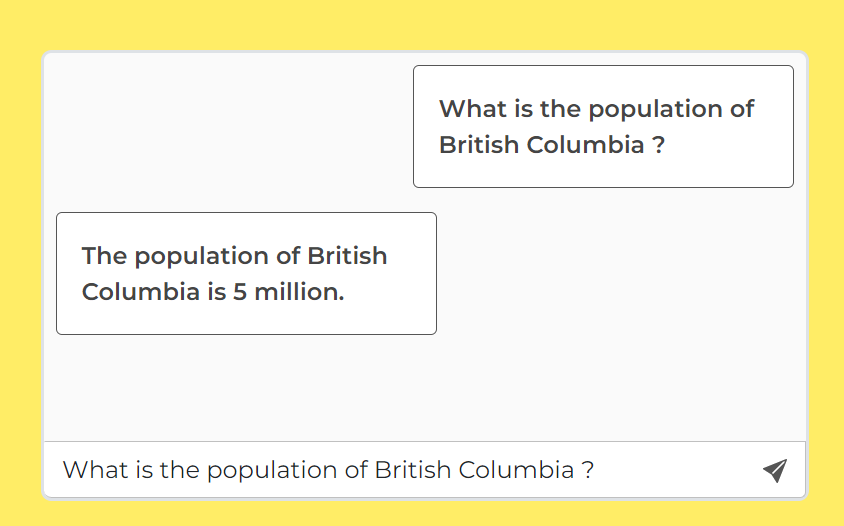 What is the population of
British Columbia ?
The population of British
Columbia is 5 million.
What is the population of British Columbia ?